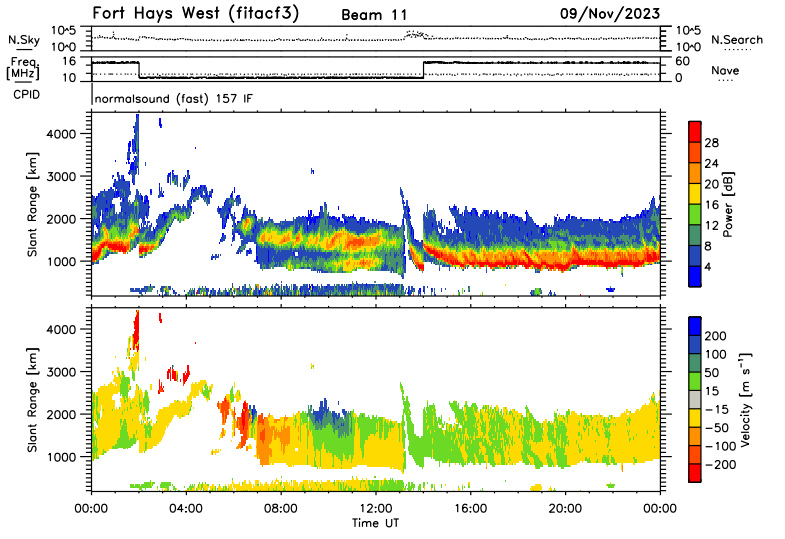 Fort Hays West (fitacf3) Beam 11 09/Nov/2023
10^5 10^5
N.Sky N.Search
10^0 10^0
Freq. 16 60
[MHz] Nave
10 0
CPID
normalsound (fast) 157 IF
4000
3000
2000
1000
Slant Range [km]
28
24
20
16
12
8
4
Power [dB]
4000
3000
2000
1000
Slant Range [km]
200
100
50
15
-15
-50
-100
-200
Velocity [m s⁻¹]
00:00 04:00 08:00 12:00 16:00 20:00 00:00
Time UT